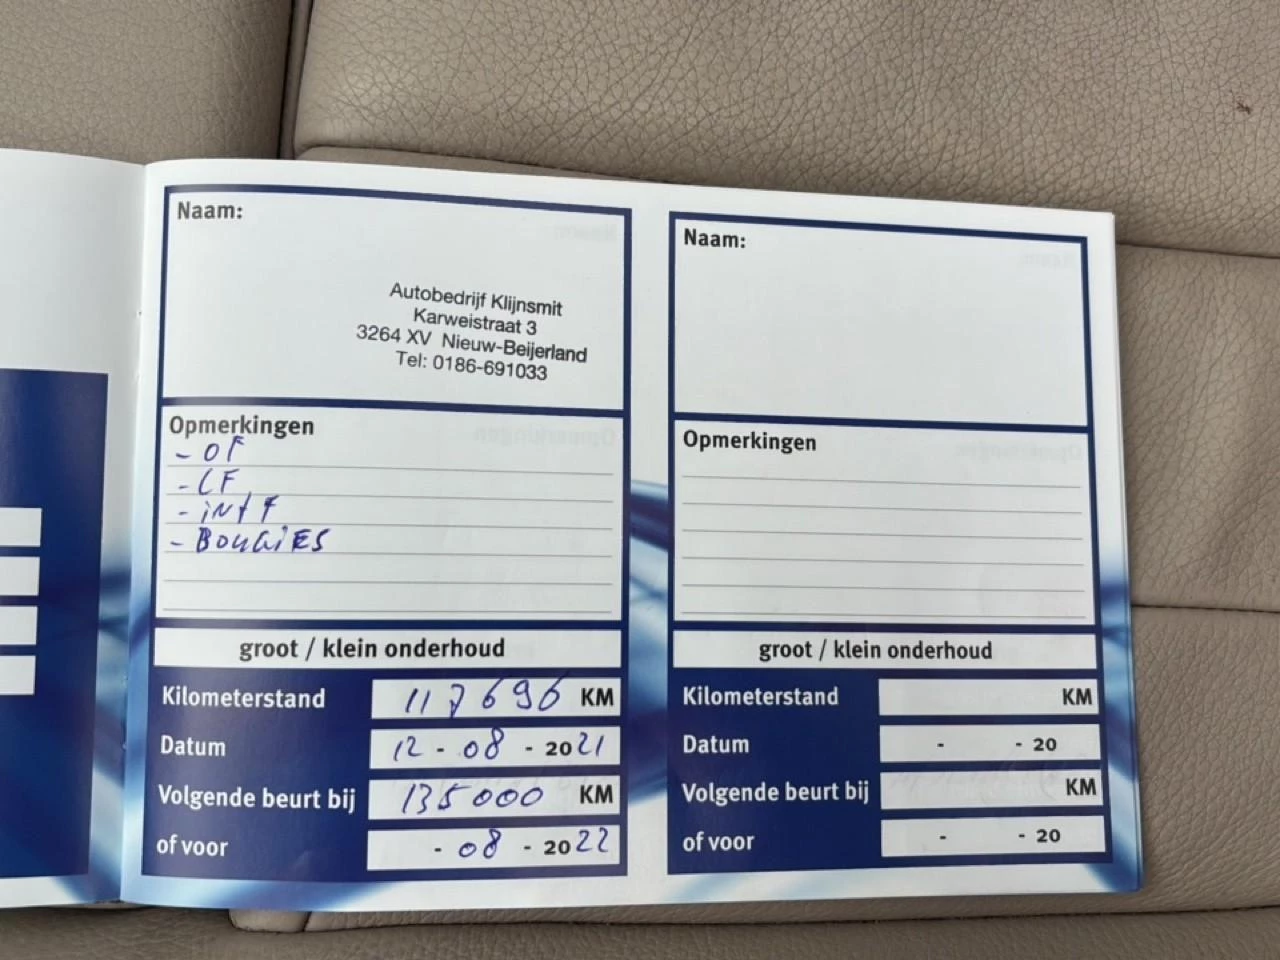 Naam:
Autobedrijf Klijnsmit
Karweistraat 3
3264 XV Nieuw-Beijerland
Tel: 0186-691033
Opmerkingen
- OF
- LF
- intF
- BOUGIES
groot / klein onderhoud
Kilometerstand 117696 KM
Datum 12 - 08 - 2021
Volgende beurt bij 135000 KM
of voor - 08 - 2022
Naam:
Opmerkingen
groot / klein onderhoud
Kilometerstand KM
Datum - - 20
Volgende beurt bij KM
of voor - - 20